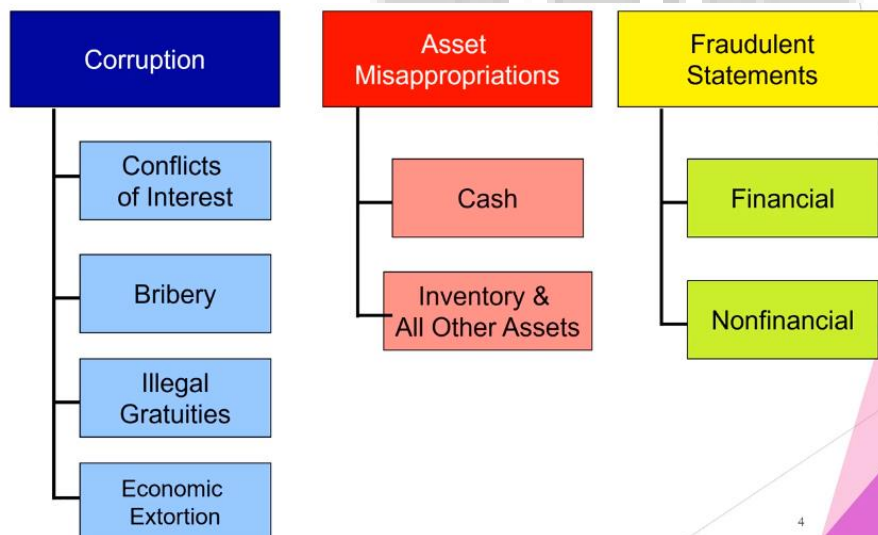 Corruption
Conflicts
of Interest
Bribery
Illegal
Gratuities
Economic
Extortion
Asset
Misappropriations
Cash
Inventory &
All Other Assets
Fraudulent
Statements
Financial
Nonfinancial
4